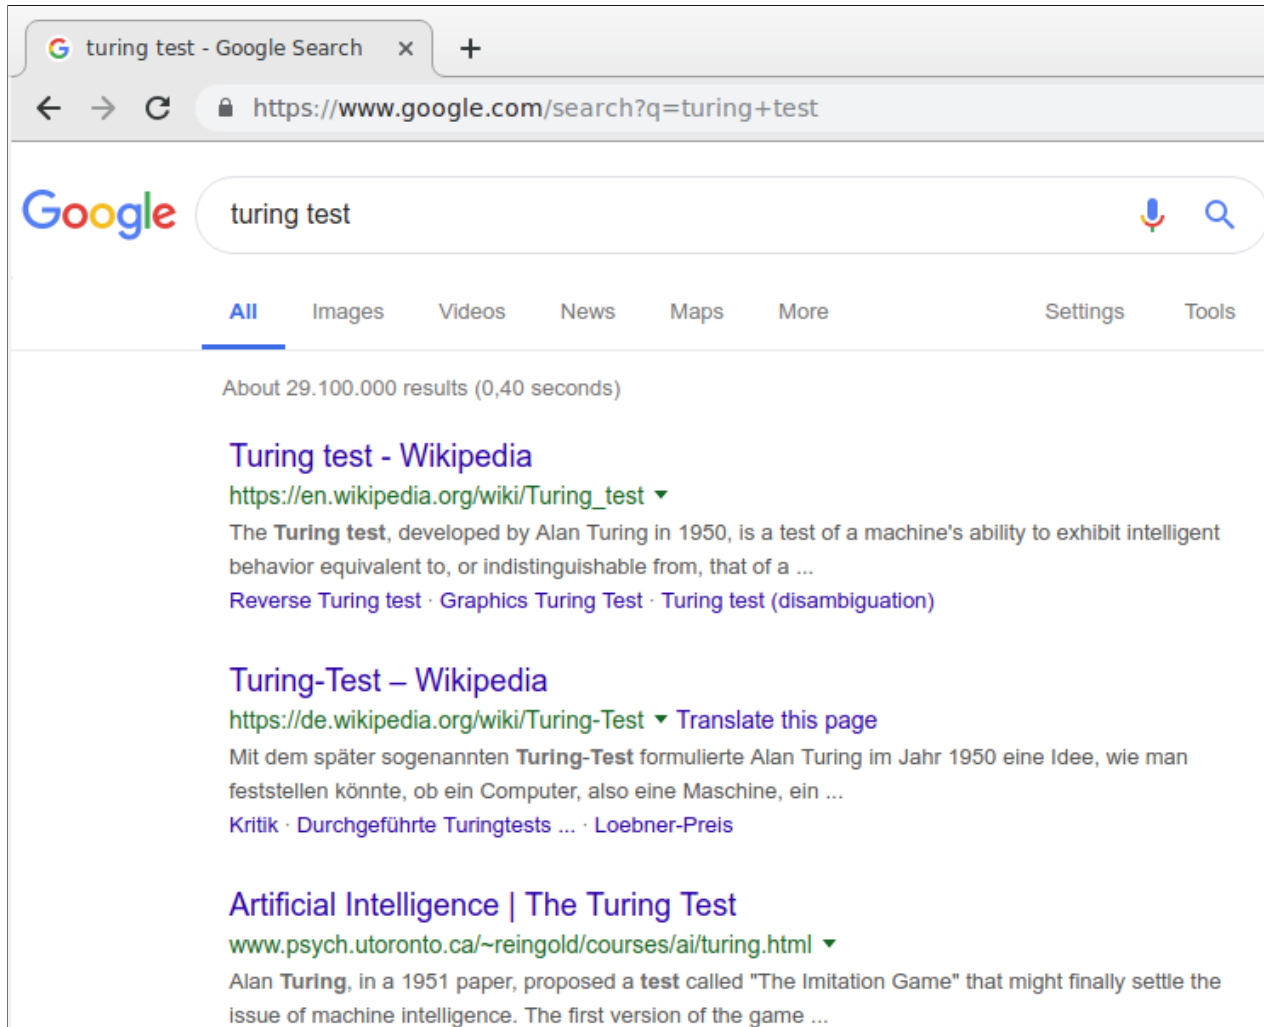 turing test - Google Search
https://www.google.com/search?q=turing+test
Google
turing test
All Images Videos News Maps More Settings Tools
About 29.100.000 results (0,40 seconds)
Turing test - Wikipedia
https://en.wikipedia.org/wiki/Turing_test
The Turing test, developed by Alan Turing in 1950, is a test of a machine's ability to exhibit intelligent
behavior equivalent to, or indistinguishable from, that of a ...
Reverse Turing test · Graphics Turing Test · Turing test (disambiguation)
Turing-Test – Wikipedia
https://de.wikipedia.org/wiki/Turing-Test Translate this page
Mit dem später sogenannten Turing-Test formulierte Alan Turing im Jahr 1950 eine Idee, wie man
feststellen könnte, ob ein Computer, also eine Maschine, ein ...
Kritik · Durchgeführte Turingtests ... · Loebner-Preis
Artificial Intelligence | The Turing Test
www.psych.utoronto.ca/~reingold/courses/ai/turing.html
Alan Turing, in a 1951 paper, proposed a test called "The Imitation Game" that might finally settle the
issue of machine intelligence. The first version of the game ...